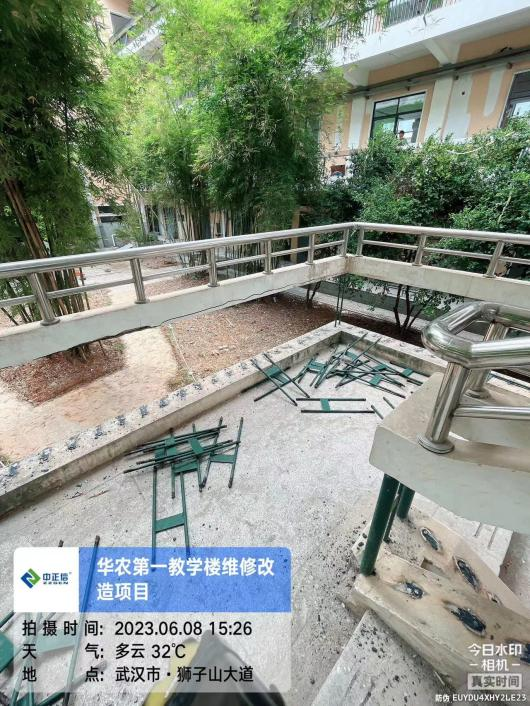 中正信
ZZSEN
华农第一教学楼维修改
造项目
拍摄时间: 2023.06.08 15:26
天气: 多云 32℃
地点: 武汉市·狮子山大道
今日水印
-相机-
真实时间
防伪 EUYDU4XHY2LE23